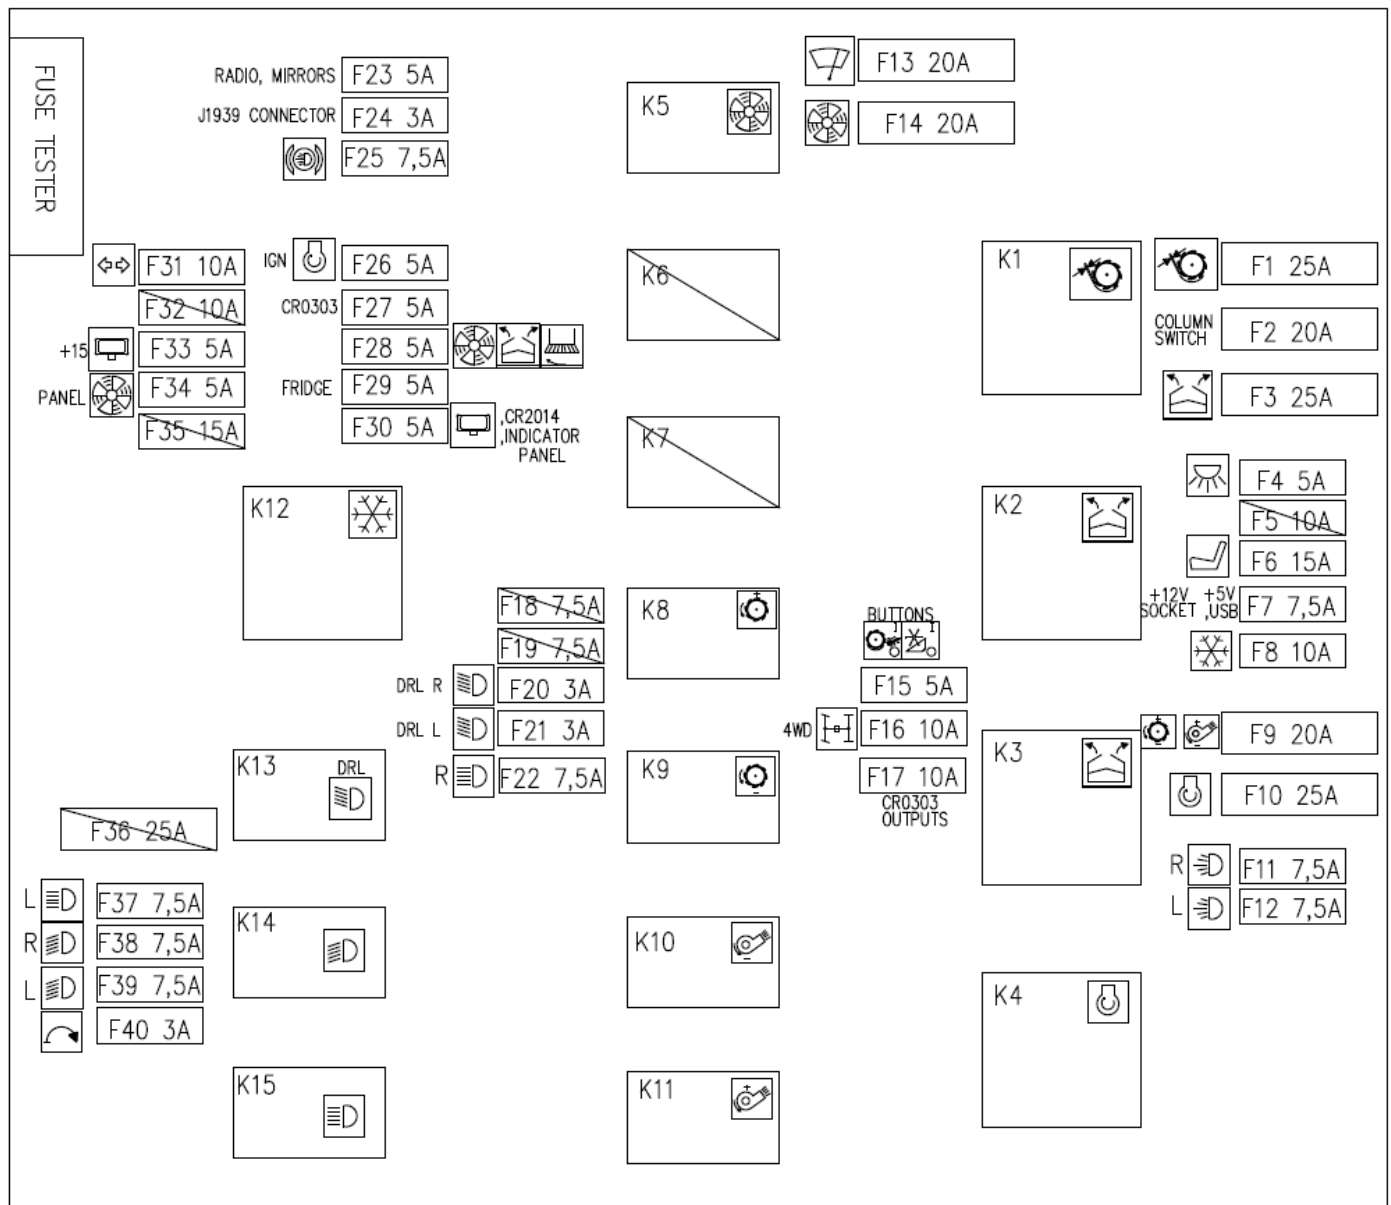 FUSE TESTER
RADIO, MIRRORS F23 5A
J1939 CONNECTOR F24 3A
F25 7,5A
K5
F13 20A
F14 20A
F31 10A
F32 10A
+15 F33 5A
PANEL F34 5A
F35 15A
IGN F26 5A
CR0303 F27 5A
F28 5A
FRIDGE F29 5A
F30 5A ,CR2014
,INDICATOR
PANEL
K6
K7
K1
F1 25A
COLUMN
SWITCH F2 20A
F3 25A
K12
K2
F4 5A
F5 10A
F6 15A
+12V +5V
SOCKET ,USB F7 7,5A
F8 10A
F18 7,5A
F19 7,5A
DRL R F20 3A
DRL L F21 3A
R F22 7,5A
K8
K9
BUTTONS
F15 5A
4WD F16 10A
F17 10A
CR0303
OUTPUTS
K3
F9 20A
F10 25A
R F11 7,5A
L F12 7,5A
K13 DRL
F36 25A
L F37 7,5A
R F38 7,5A
L F39 7,5A
F40 3A
K14
K15
K10
K11
K4